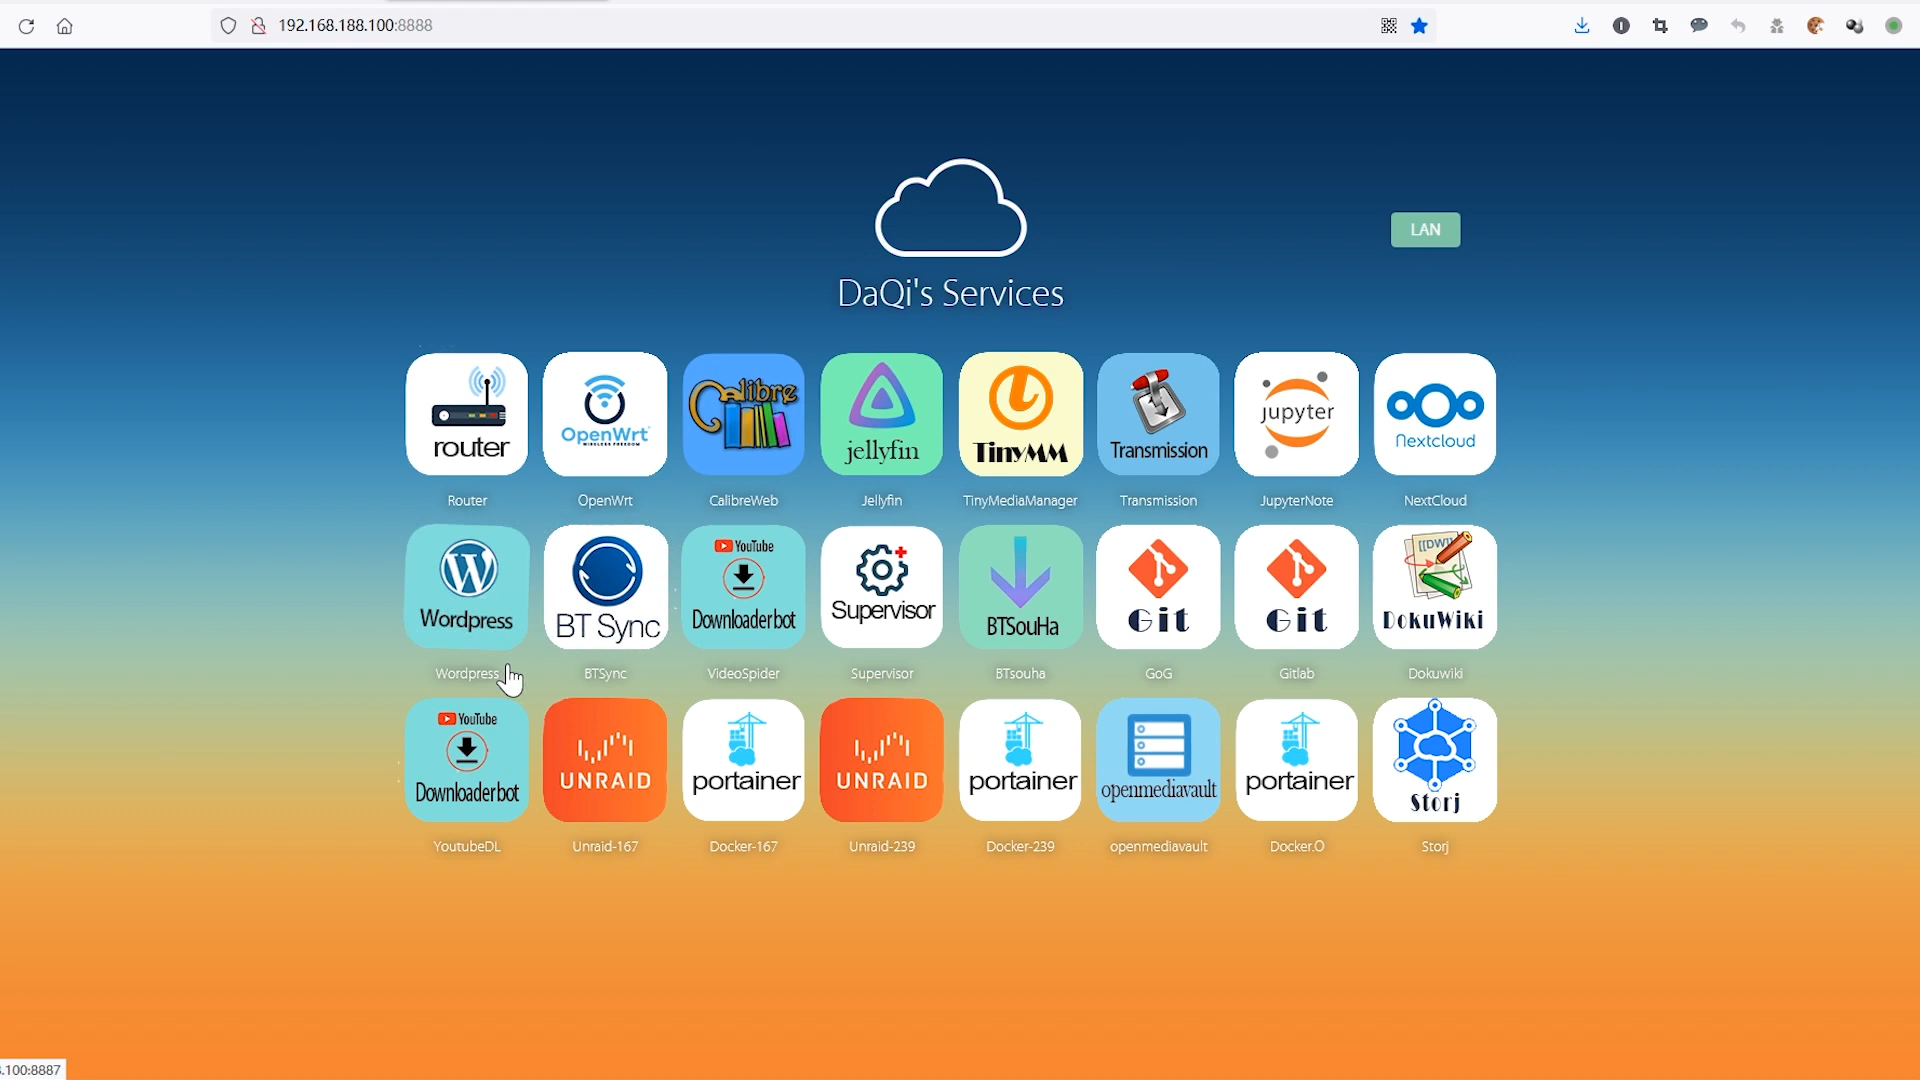 192.168.188.100:8888
LAN
DaQi's Services
router
OpenWrt
WIRELESS FREEDOM
Calibre
jellyfin
TinyMM
Transmission
jupyter
nextcloud
Router
OpenWrt
CalibreWeb
Jellyfin
TinyMediaManager
Transmission
JupyterNote
NextCloud
Wordpress
BT Sync
YouTube
Downloaderbot
Supervisor
BTSouHa
Git
Git
[[DW]]
DokuWiki
Wordpress
BTSync
VideoSpider
Supervisor
BTsouha
GoG
Gitlab
Dokuwiki
YouTube
Downloaderbot
UNRAID
portainer
UNRAID
portainer
openmediavault
portainer
Storj
YoutubeDL
Unraid-167
Docker-167
Unraid-239
Docker-239
openmediavault
Docker.O
Storj
.100:8887